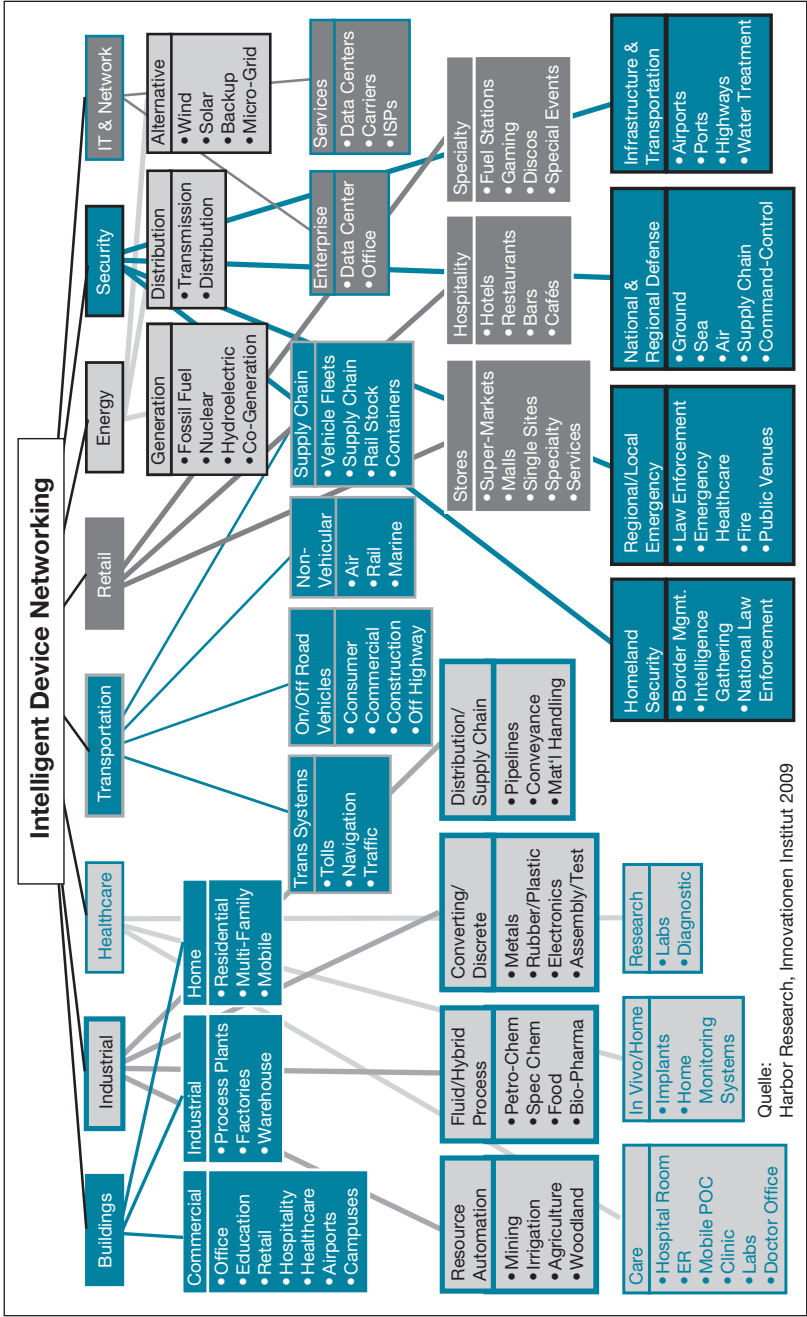 Intelligent Device Networking
Buildings
Industrial
Healthcare
Transportation
Retail
Energy
Security
IT & Network
Commercial
• Office
• Education
• Retail
• Hospitality
• Healthcare
• Airports
• Campuses
Industrial
• Process Plants
• Factories
• Warehouse
Home
• Residential
• Multi-Family
• Mobile
Generation
• Fossil Fuel
• Nuclear
• Hydroelectric
• Co-Generation
Distribution
• Transmission
• Distribution
Alternative
• Wind
• Solar
• Backup
• Micro-Grid
Trans Systems
• Tolls
• Navigation
• Traffic
On/Off Road
Vehicles
• Consumer
• Commercial
• Construction
• Off Highway
Non-
Vehicular
• Air
• Rail
• Marine
Supply Chain
• Vehicle Fleets
• Supply Chain
• Rail Stock
• Containers
Enterprise
• Data Center
• Office
Services
• Data Centers
• Carriers
• ISPs
Resource
Automation
• Mining
• Irrigation
• Agriculture
• Woodland
Fluid/Hybrid
Process
• Petro-Chem
• Spec Chem
• Food
• Bio-Pharma
Converting/
Discrete
• Metals
• Rubber/Plastic
• Electronics
• Assembly/Test
Distribution/
Supply Chain
• Pipelines
• Conveyance
• Mat'l Handling
Stores
• Super-Markets
• Malls
• Single Sites
• Specialty
• Services
Hospitality
• Hotels
• Restaurants
• Bars
• Cafés
Specialty
• Fuel Stations
• Gaming
• Discos
• Special Events
Care
• Hospital Room
• ER
• Mobile POC
• Clinic
• Labs
• Doctor Office
In Vivo/Home
• Implants
• Home
Monitoring
Systems
Research
• Labs
• Diagnostic
Homeland
Security
• Border Mgmt.
• Intelligence
Gathering
• National Law
Enforcement
Regional/Local
Emergency
• Law Enforcement
• Emergency
Healthcare
• Fire
• Public Venues
National &
Regional Defense
• Ground
• Sea
• Air
• Supply Chain
• Command-Control
Infrastructure &
Transportation
• Airports
• Ports
• Highways
• Water Treatment
Quelle:
Harbor Research, Innovationen Institut 2009